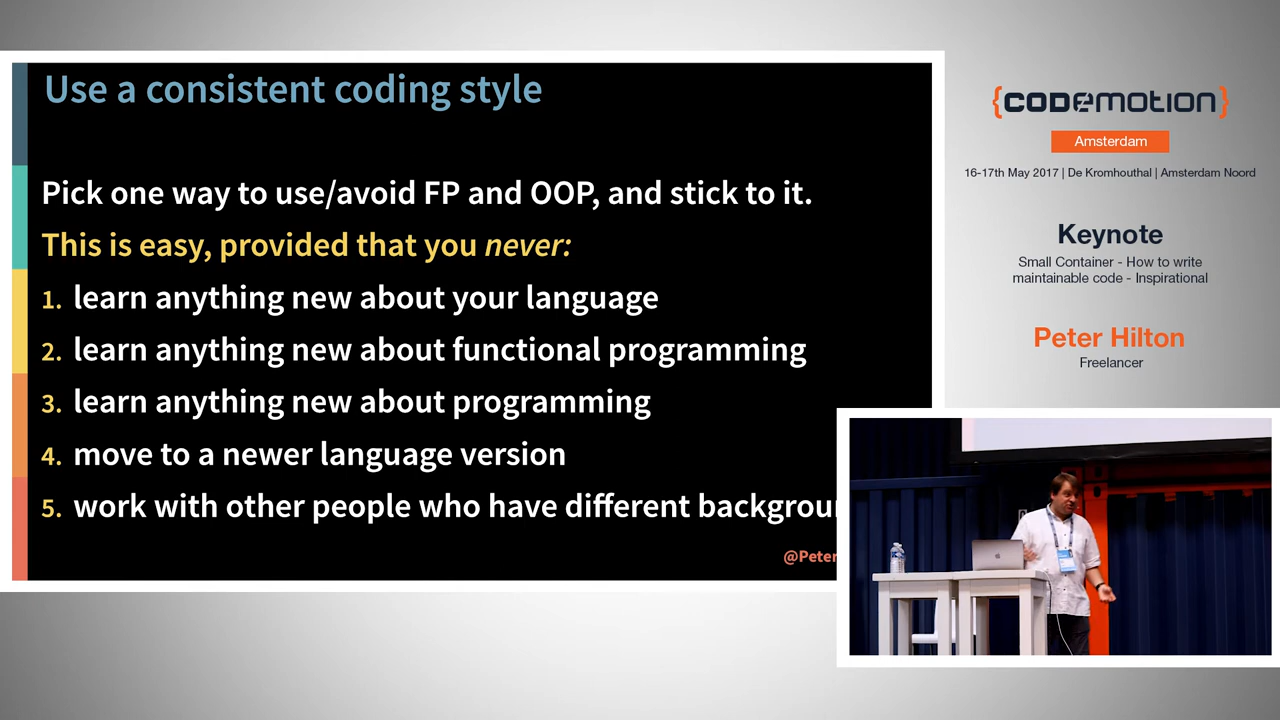 Use a consistent coding style
Pick one way to use/avoid FP and OOP, and stick to it.
This is easy, provided that you never:
1. learn anything new about your language
2. learn anything new about functional programming
3. learn anything new about programming
4. move to a newer language version
5. work with other people who have different
@Peter
{CODEMOTION}
Amsterdam
16-17th May 2017 | De Kromhouthal | Amsterdam Noord
Keynote
Small Container - How to write
maintainable code - Inspirational
Peter Hilton
Freelancer